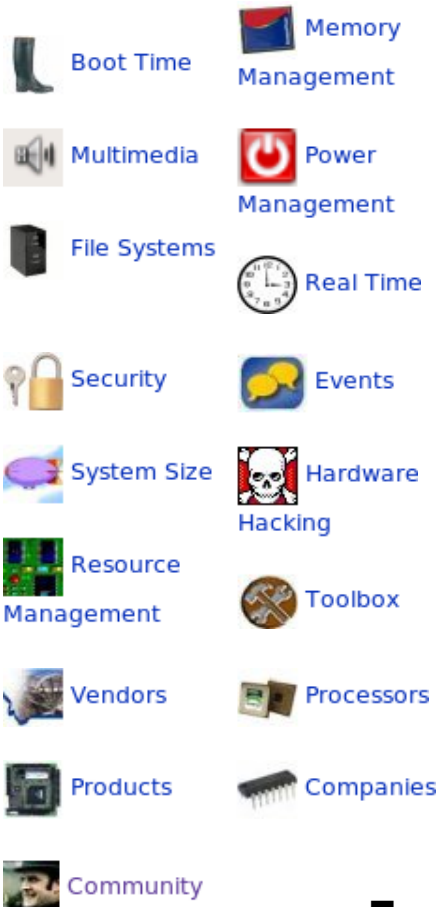 Boot Time
Multimedia
File Systems
Security
System Size
Resource
Management
Vendors
Products
Community
Memory
Management
Power
Management
Real Time
Events
Hardware
Hacking
Toolbox
Processors
Companies